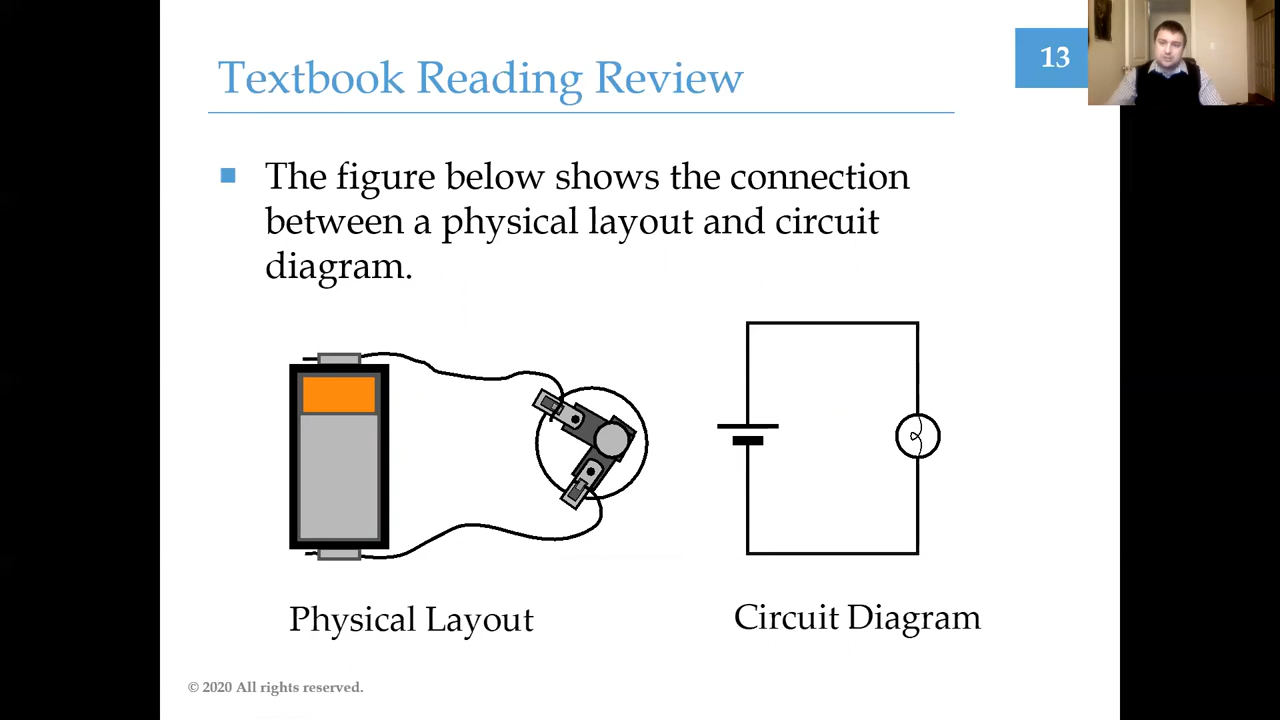 Textbook Reading Review
13
The figure below shows the connection
between a physical layout and circuit
diagram.
Physical Layout
Circuit Diagram
© 2020 All rights reserved.